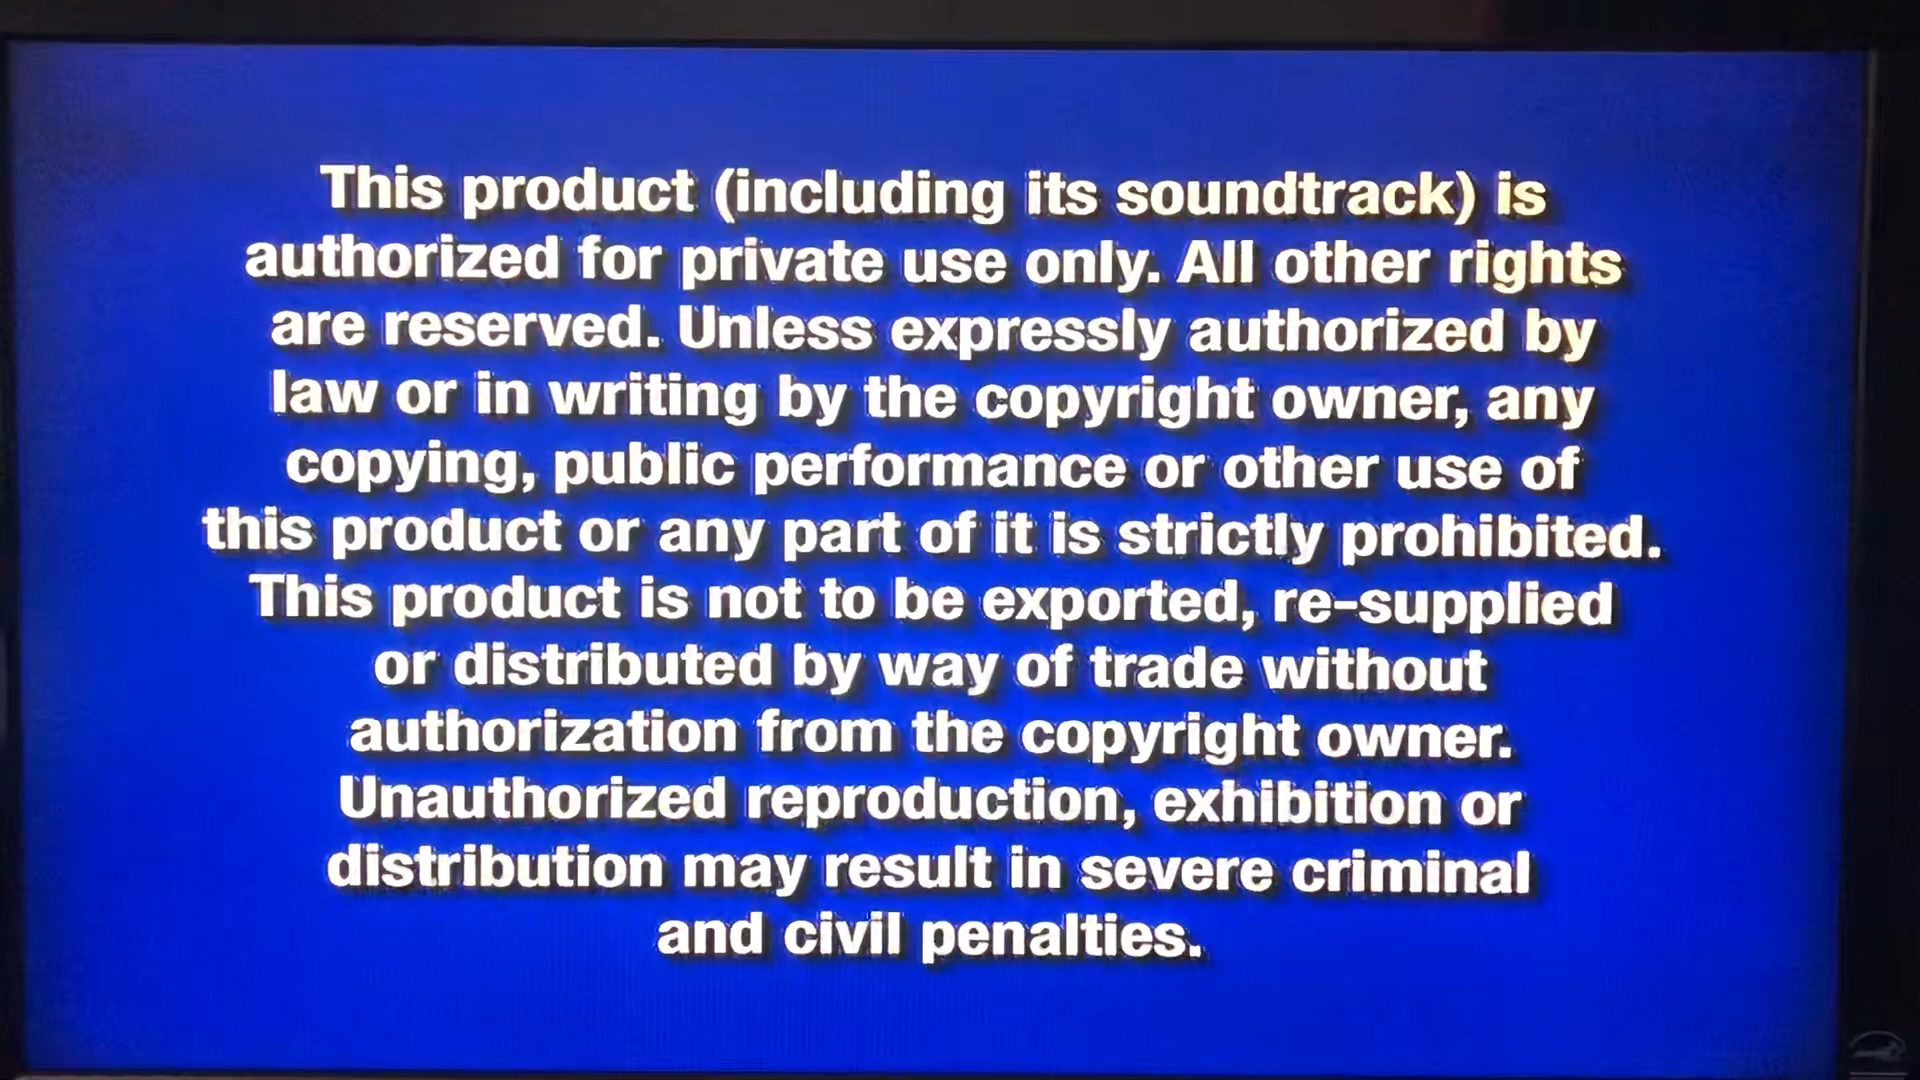 This product (including its soundtrack) is
authorized for private use only. All other rights
are reserved. Unless expressly authorized by
law or in writing by the copyright owner, any
copying, public performance or other use of
this product or any part of it is strictly prohibited.
This product is not to be exported, re-supplied
or distributed by way of trade without
authorization from the copyright owner.
Unauthorized reproduction, exhibition or
distribution may result in severe criminal
and civil penalties.